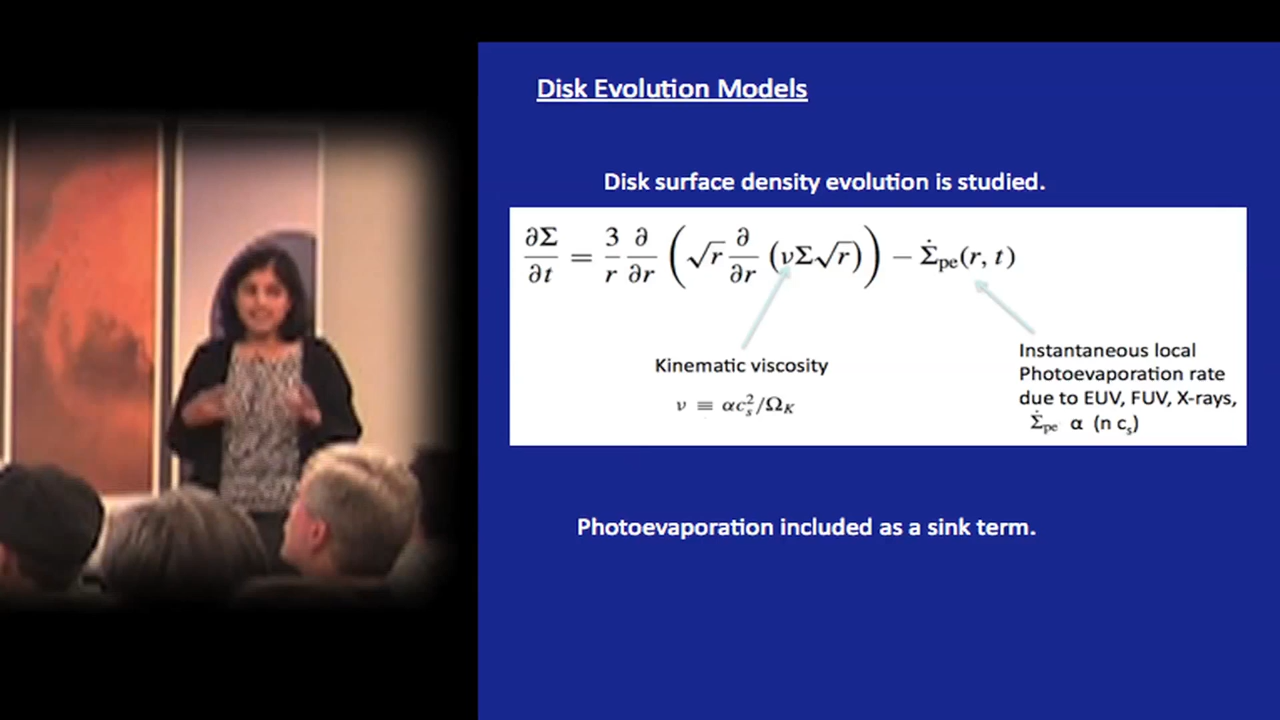 Disk Evolution Models
Disk surface density evolution is studied.
∂Σ/∂t = 3/r ∂/∂r (√r ∂/∂r (νΣ√r)) − Σ̇pe(r, t)
Kinematic viscosity
ν ≡ αc_s²/Ω_K
Instantaneous local
Photoevaporation rate
due to EUV, FUV, X-rays,
Σ̇pe α (n c_s)
Photoevaporation included as a sink term.